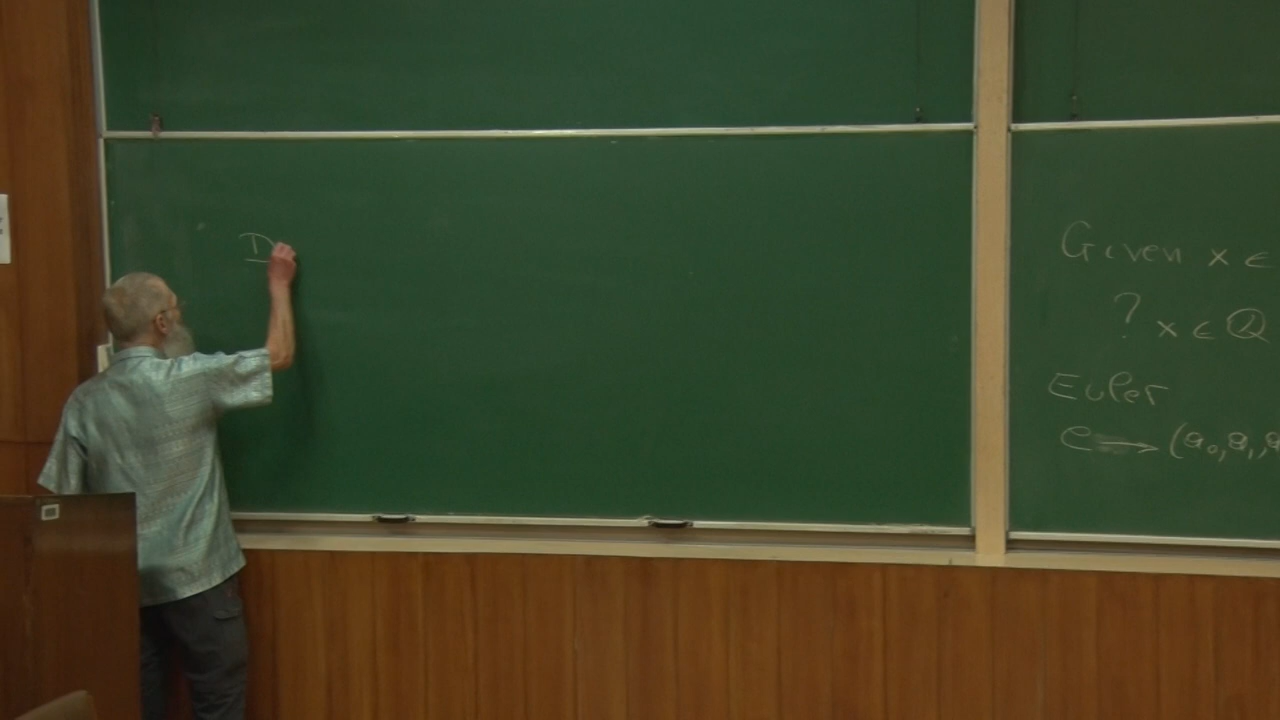 D
Given x ∈
? x ∈ Q
Euler
e → (a₀, a₁, a